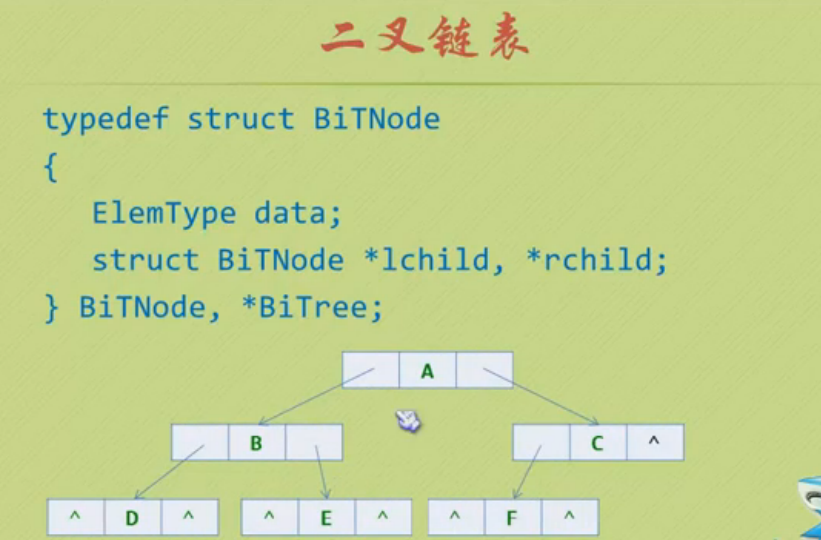 二叉链表
typedef struct BiTNode
{
ElemType data;
struct BiTNode *lchild, *rchild;
} BiTNode, *BiTree;
A
B
C ^
^ D ^
^ E ^
^ F ^